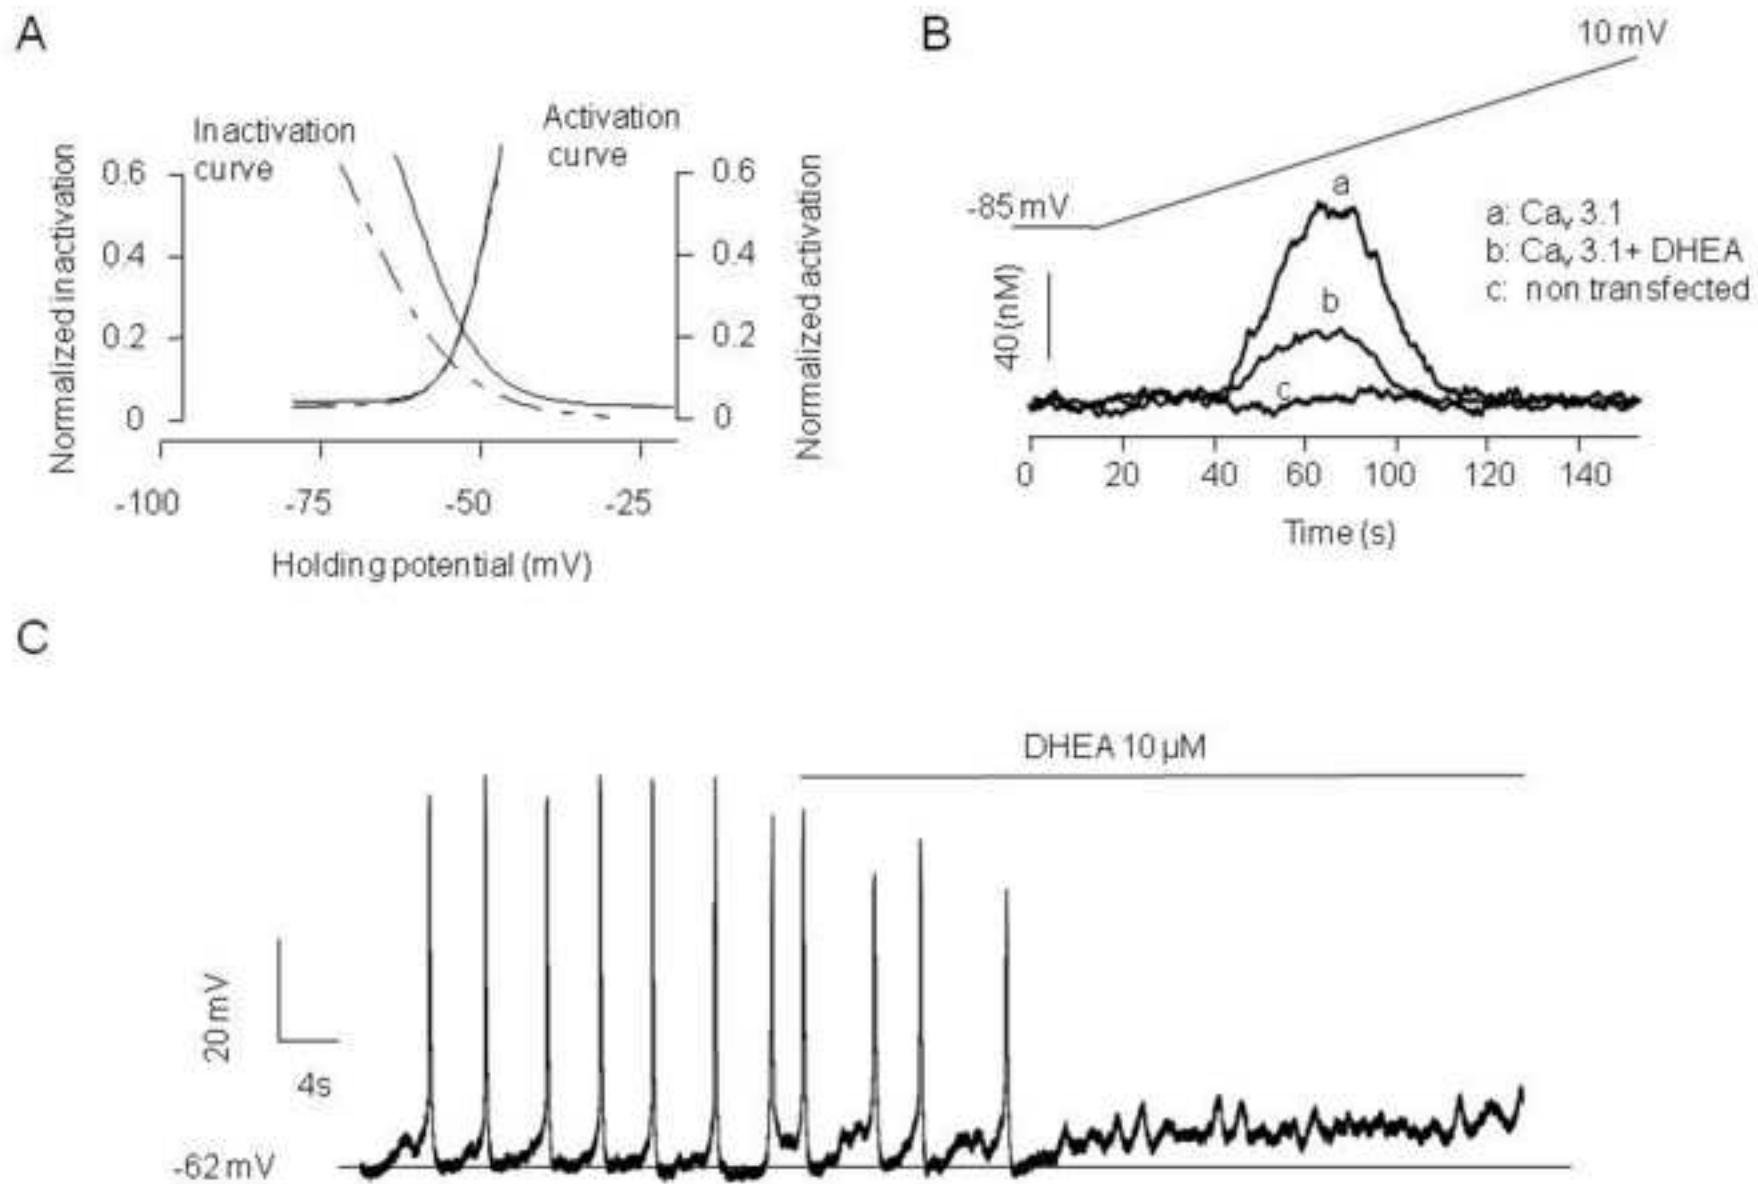 A
Inactivation
curve
Activation
curve
Normalized inactivation
0.6
0.4
0.2
0
Normalized activation
0.6
0.4
0.2
0
-100 -75 -50 -25
Holding potential (mV)
B
10 mV
-85 mV
40 (nM)
a
b
c
a: Cav 3.1
b: Cav 3.1+ DHEA
c: non transfected
0 20 40 60 80 100 120 140
Time (s)
C
DHEA 10 µM
20 mV
4s
-62 mV